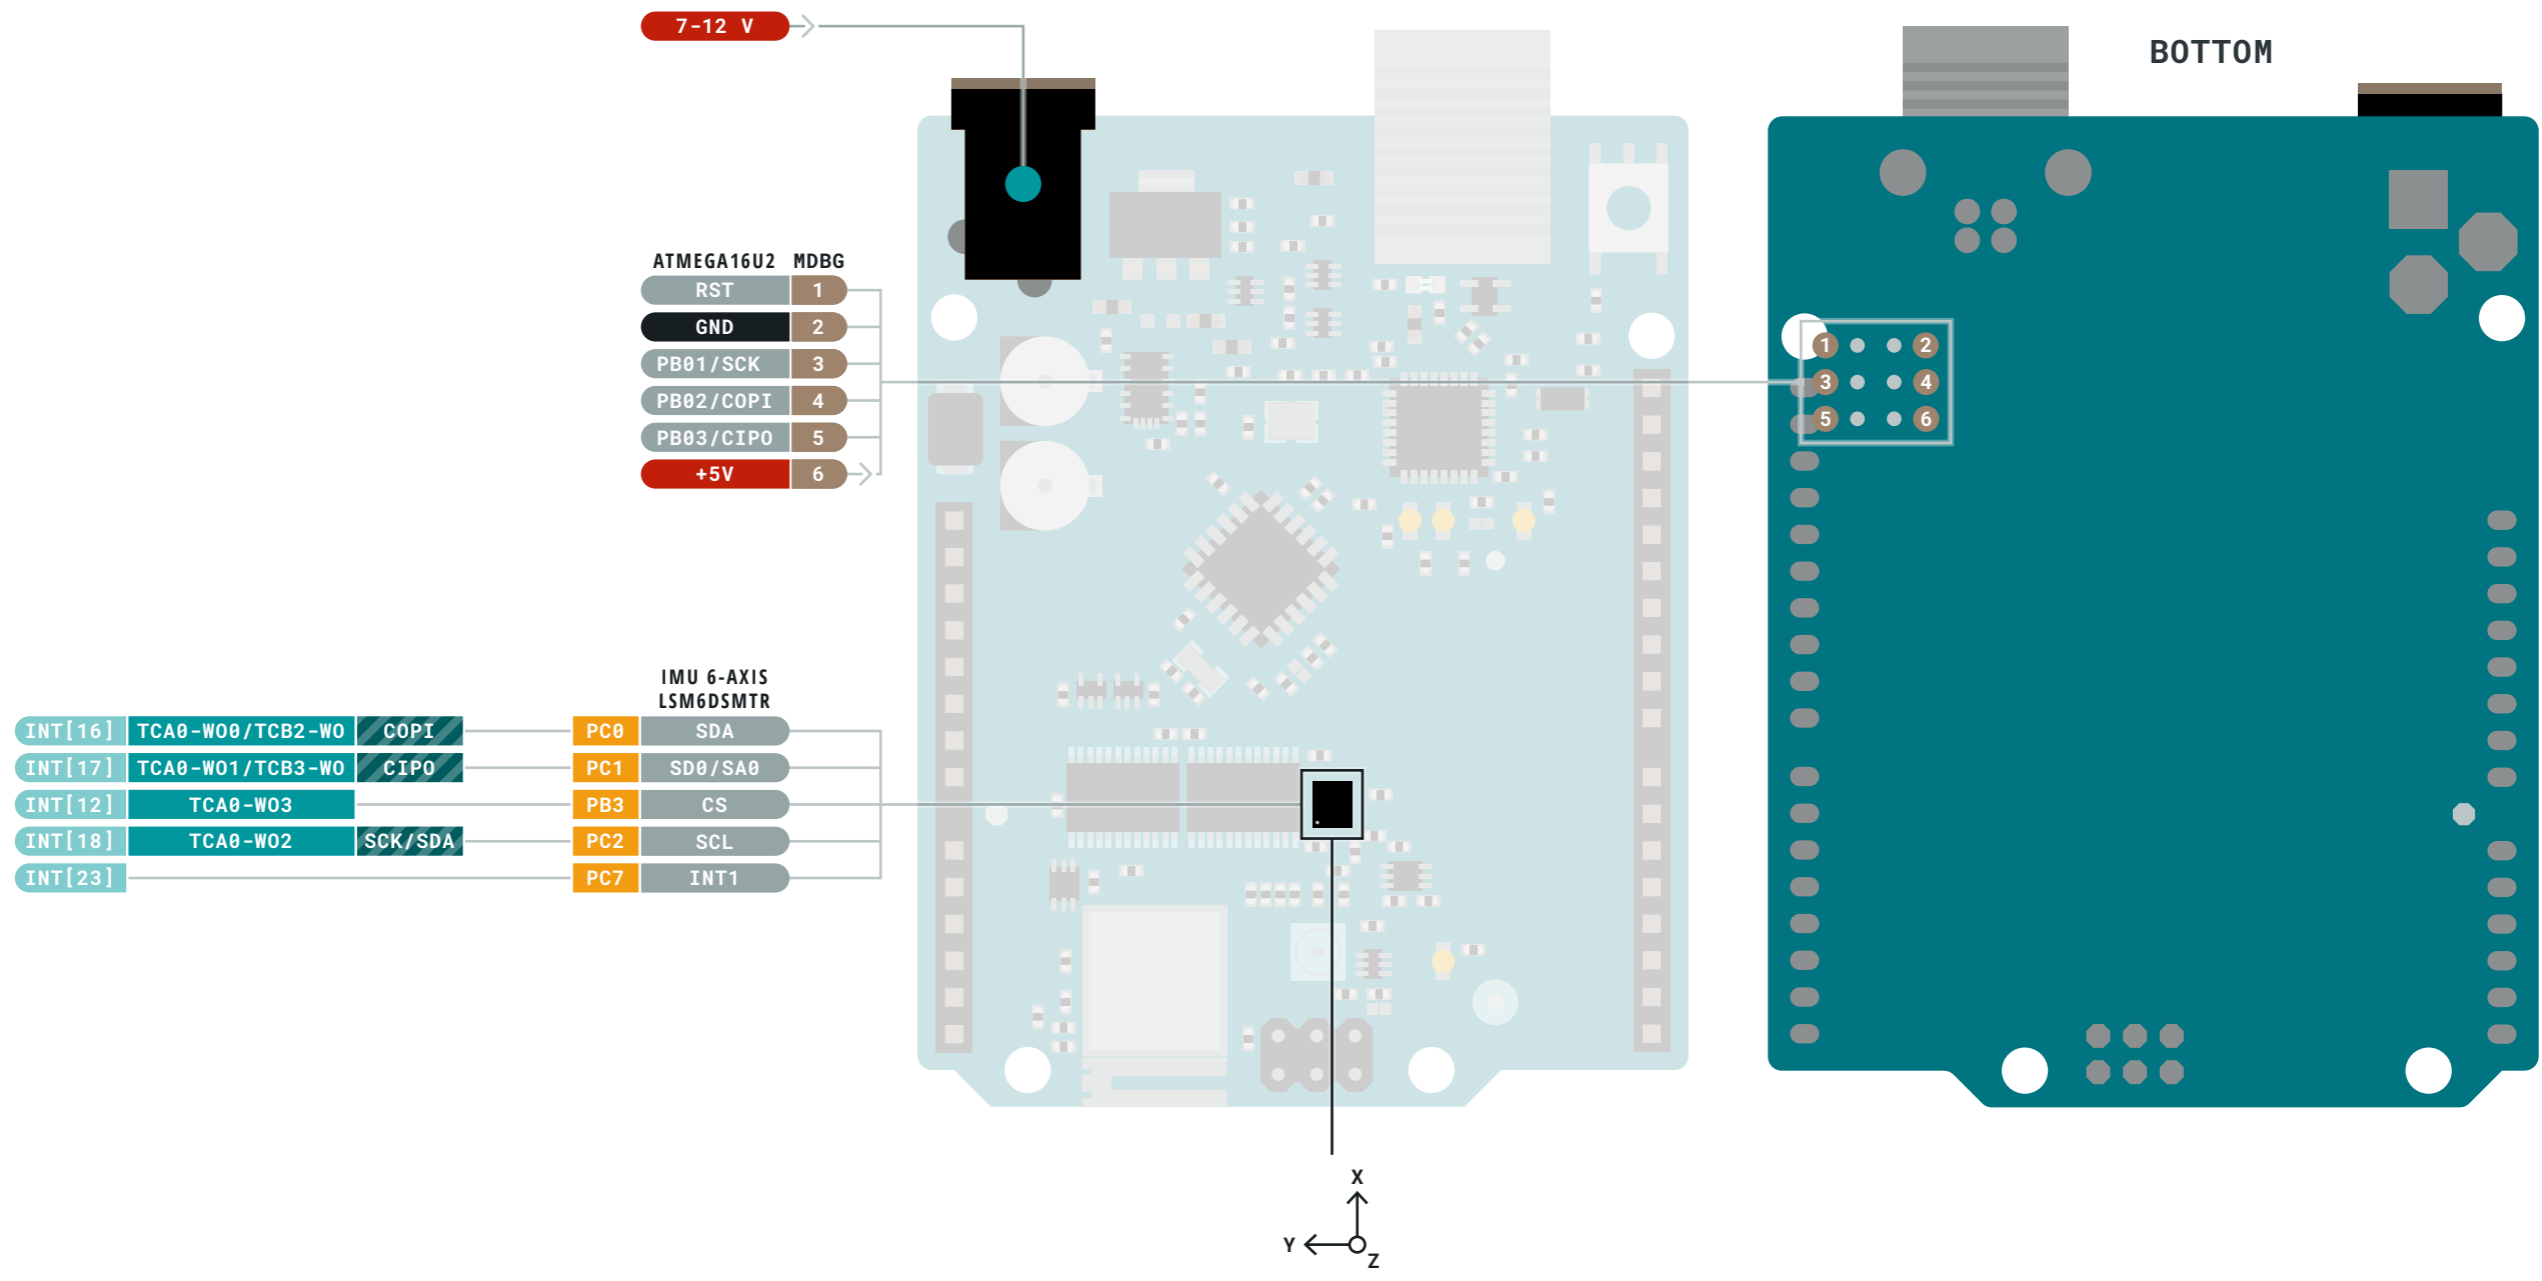 7-12 V
BOTTOM
ATMEGA16U2 MDBG
RST 1
GND 2
PB01/SCK 3
PB02/COPI 4
PB03/CIPO 5
+5V 6
1 2
3 4
5 6
IMU 6-AXIS
LSM6DSMTR
INT[16] TCA0-WO0/TCB2-WO COPI PC0 SDA
INT[17] TCA0-WO1/TCB3-WO CIPO PC1 SD0/SA0
INT[12] TCA0-WO3 PB3 CS
INT[18] TCA0-WO2 SCK/SDA PC2 SCL
INT[23] PC7 INT1
X
Y
Z